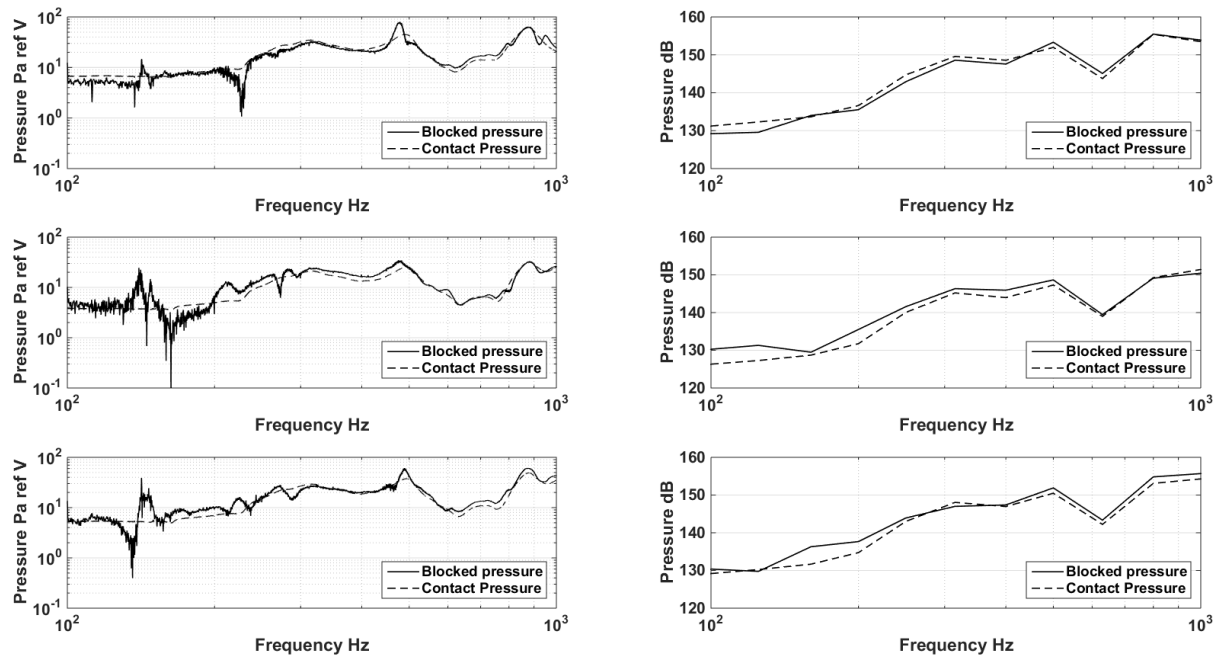 Pressure Pa ref V
10^2
10^1
10^0
10^-1
10^2
10^3
Frequency Hz
Blocked pressure
Contact Pressure
Pressure dB
160
150
140
130
120
10^2
10^3
Frequency Hz
Blocked pressure
Contact Pressure
Pressure Pa ref V
10^2
10^1
10^0
10^-1
10^2
10^3
Frequency Hz
Blocked pressure
Contact Pressure
Pressure dB
160
150
140
130
120
10^2
10^3
Frequency Hz
Blocked pressure
Contact Pressure
Pressure Pa ref V
10^2
10^1
10^0
10^-1
10^2
10^3
Frequency Hz
Blocked pressure
Contact Pressure
Pressure dB
160
150
140
130
120
10^2
10^3
Frequency Hz
Blocked pressure
Contact Pressure